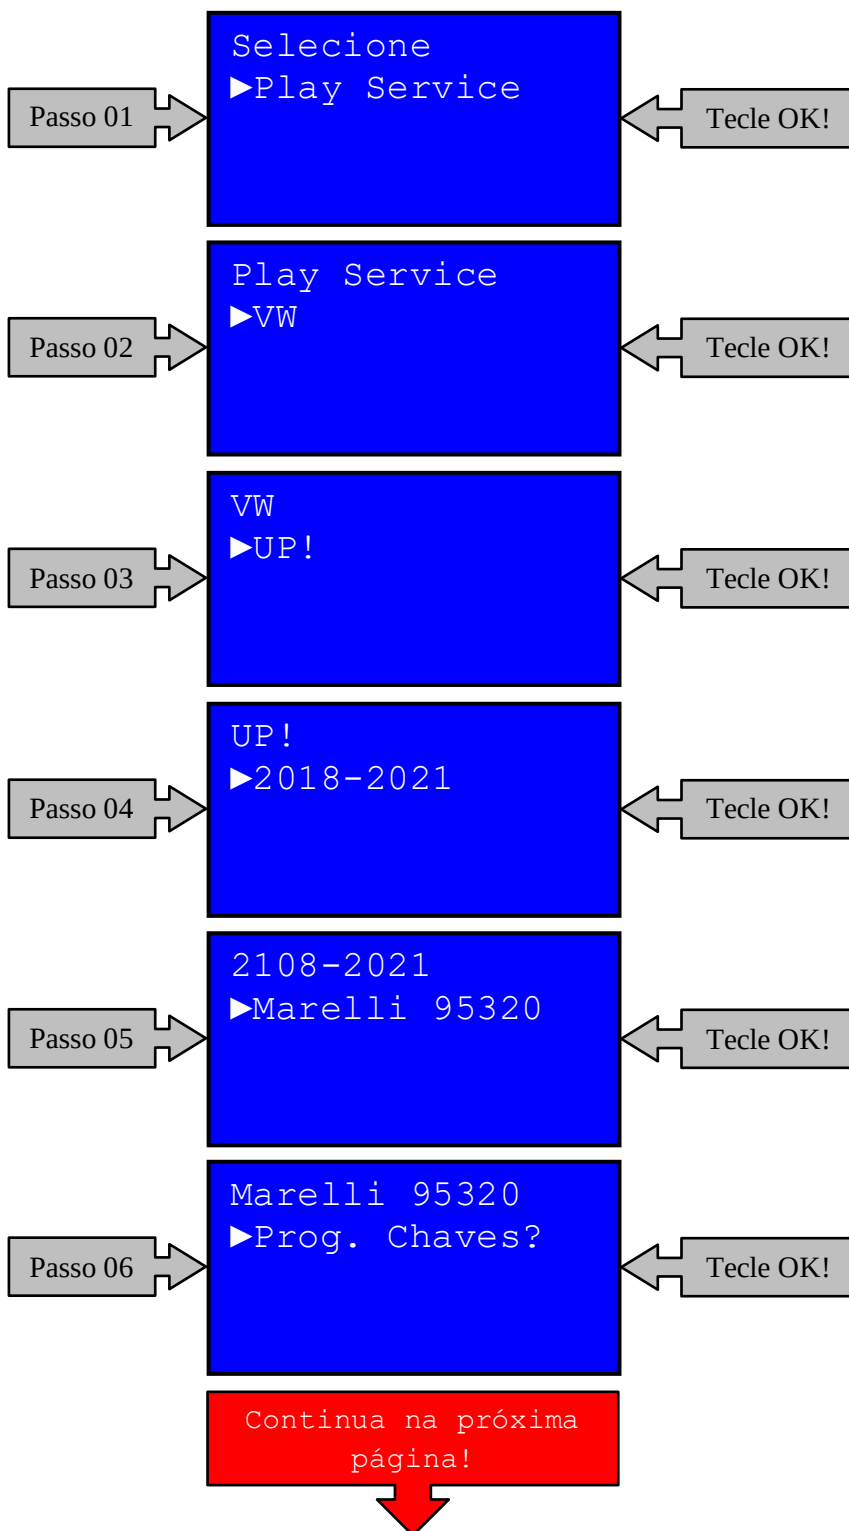 Selecione
►Play Service
Passo 01
Tecle OK!
Play Service
►VW
Passo 02
Tecle OK!
VW
►UP!
Passo 03
Tecle OK!
UP!
►2018-2021
Passo 04
Tecle OK!
2108-2021
►Marelli 95320
Passo 05
Tecle OK!
Marelli 95320
►Prog. Chaves?
Passo 06
Tecle OK!
Continua na próxima
página!